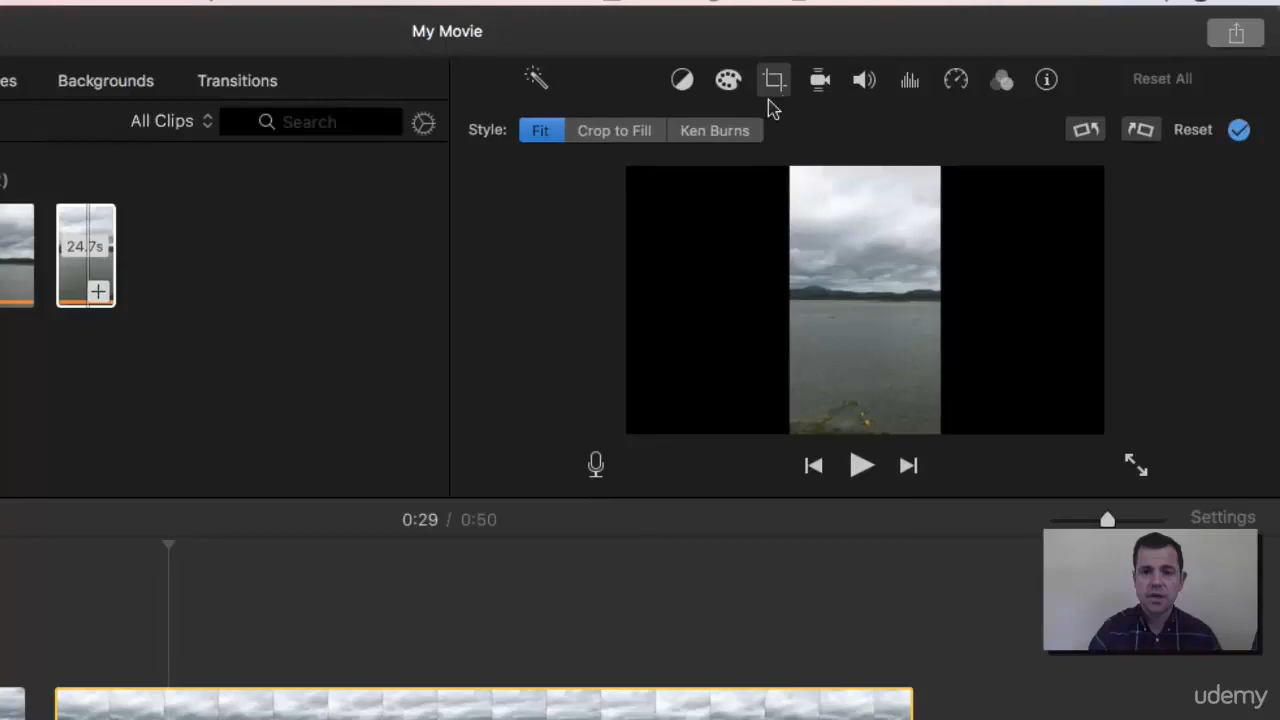 My Movie
es Backgrounds Transitions
Reset All
All Clips Search
Style: Fit Crop to Fill Ken Burns Reset
)
24.7s
0:29 / 0:50
Settings
udemy